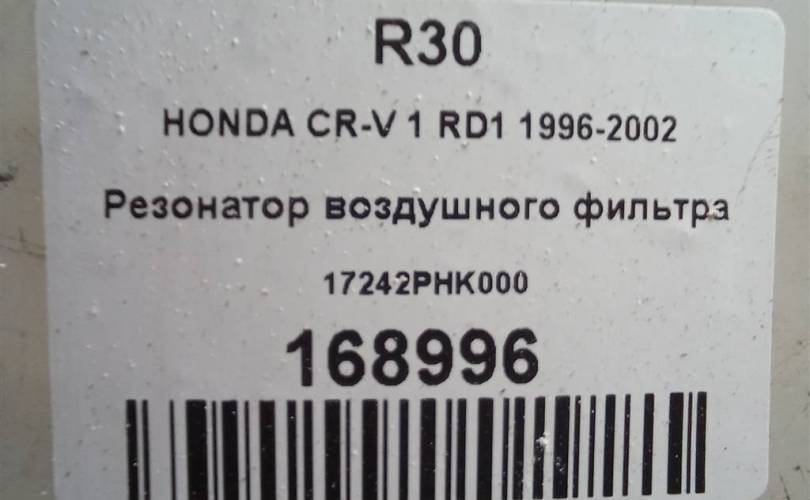 R30
HONDA CR-V 1 RD1 1996-2002
Резонатор воздушного фильтра
17242PHK000
168996